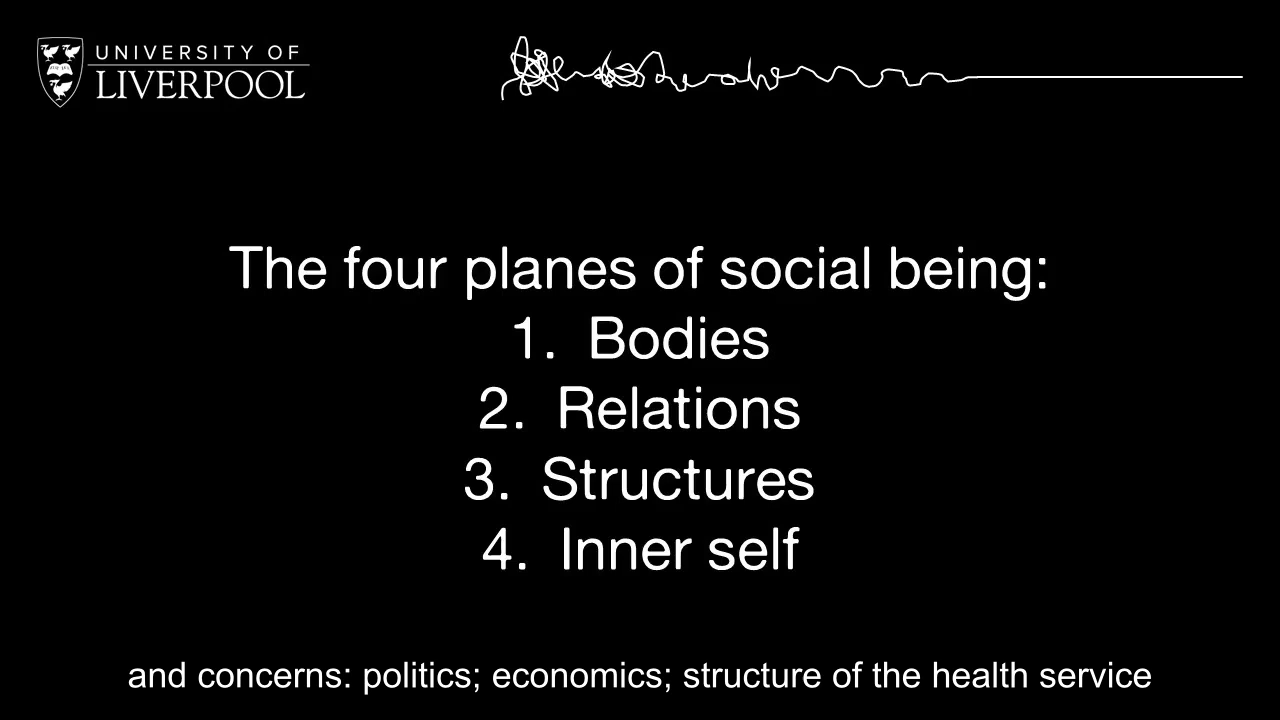 UNIVERSITY OF
LIVERPOOL
The four planes of social being:
1. Bodies
2. Relations
3. Structures
4. Inner self
and concerns: politics; economics; structure of the health service